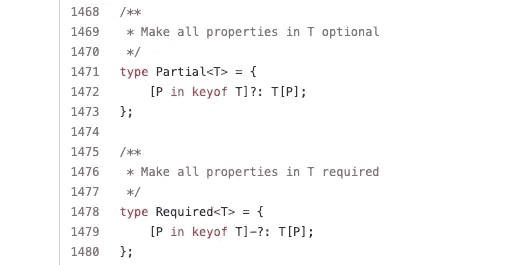 1468 /**
1469  * Make all properties in T optional
1470  */
1471 type Partial<T> = {
1472     [P in keyof T]?: T[P];
1473 };
1474
1475 /**
1476  * Make all properties in T required
1477  */
1478 type Required<T> = {
1479     [P in keyof T]-?: T[P];
1480 };